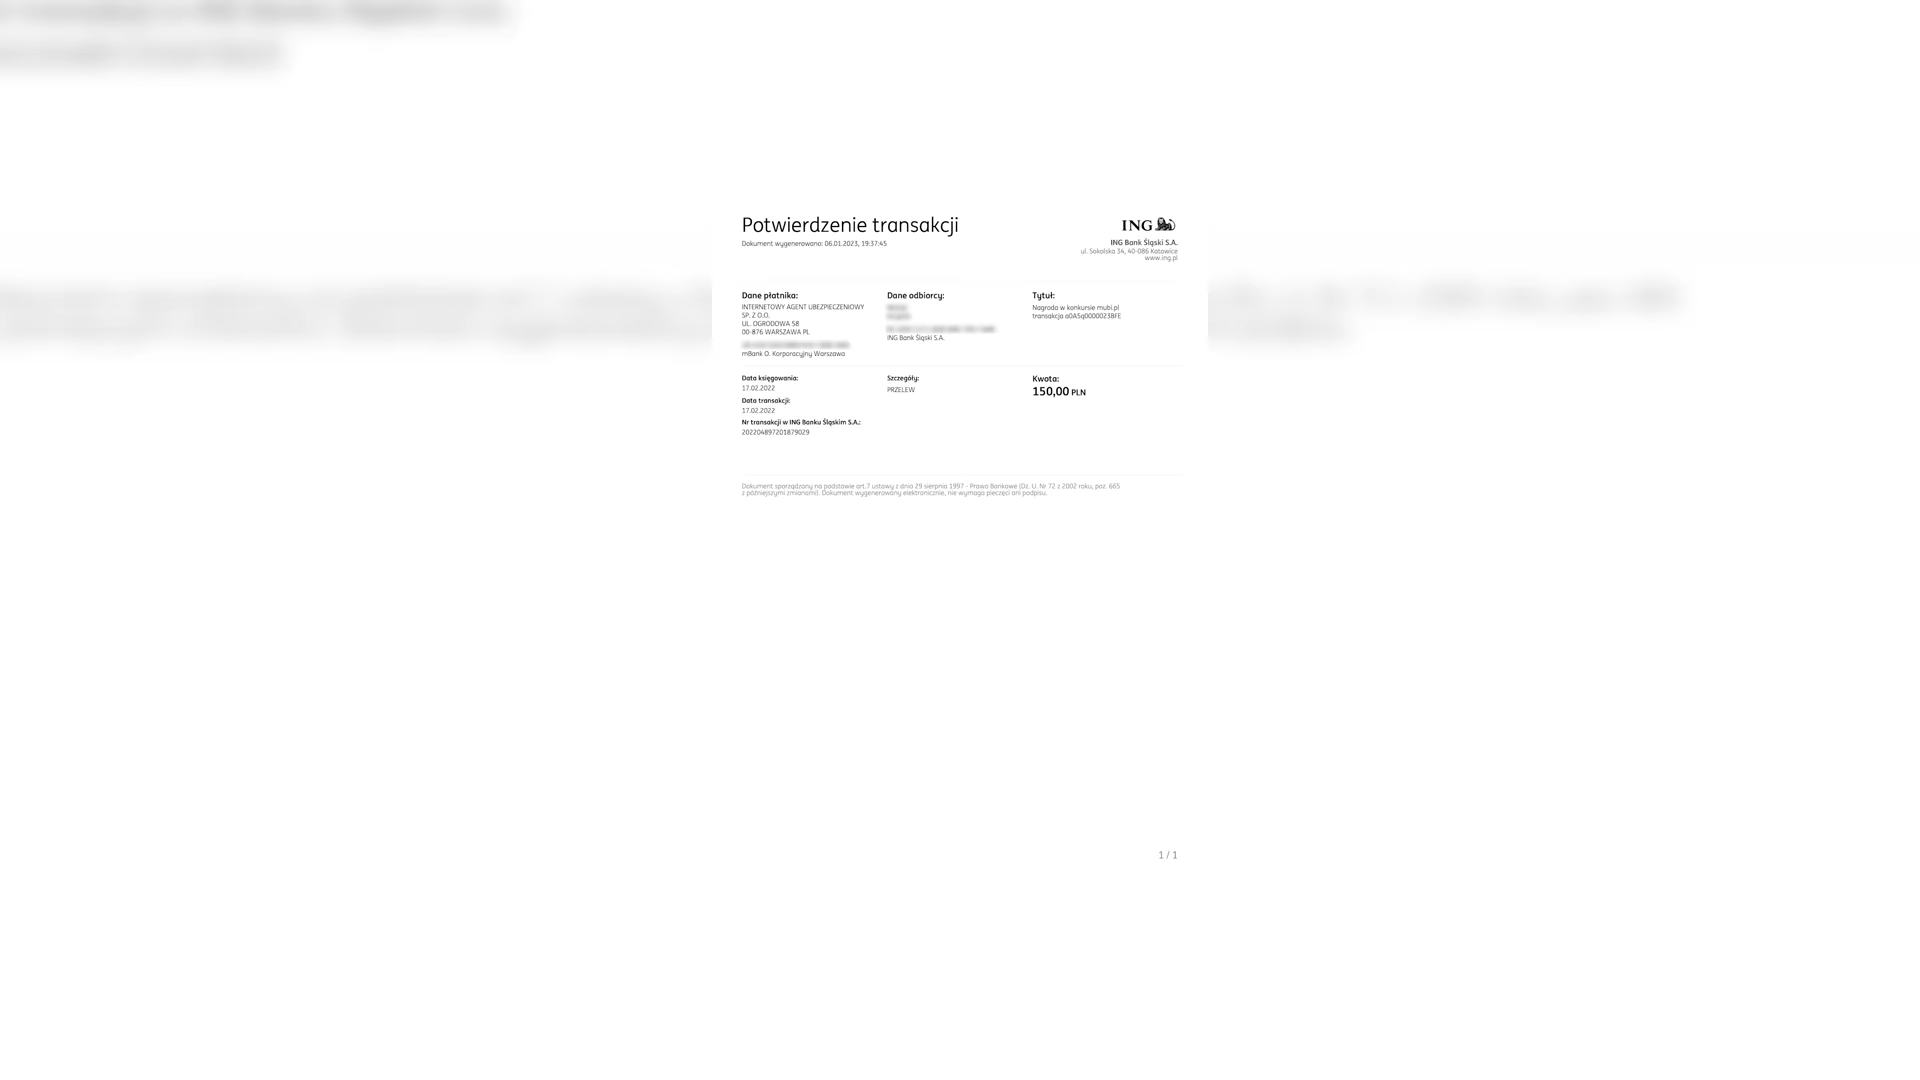 Potwierdzenie transakcji
Dokument wygenerowano: 06.01.2023, 19:37:45
ING
ING Bank Śląski S.A.
ul. Sokolska 34, 40-086 Katowice
www.ing.pl
Dane płatnika:
INTERNETOWY AGENT UBEZPIECZENIOWY
SP. Z O.O.
UL. OGRODOWA 58
00-876 WARSZAWA PL
mBank O. Korporacyjny Warszawa
Dane odbiorcy:
ING Bank Śląski S.A.
Tytuł:
Nagroda w konkursie mubi.pl
transakcja a0A5q00000Z3BFE
Data księgowania:
17.02.2022
Data transakcji:
17.02.2022
Nr transakcji w ING Banku Śląskim S.A.:
202204897201879029
Szczegóły:
PRZELEW
Kwota:
150,00 PLN
Dokument sporządzany na podstawie art.7 ustawy z dnia 29 sierpnia 1997 - Prawo Bankowe (Dz. U. Nr 72 z 2002 roku, poz. 665
z późniejszymi zmianami). Dokument wygenerowany elektronicznie, nie wymaga pieczęci ani podpisu.
1 / 1